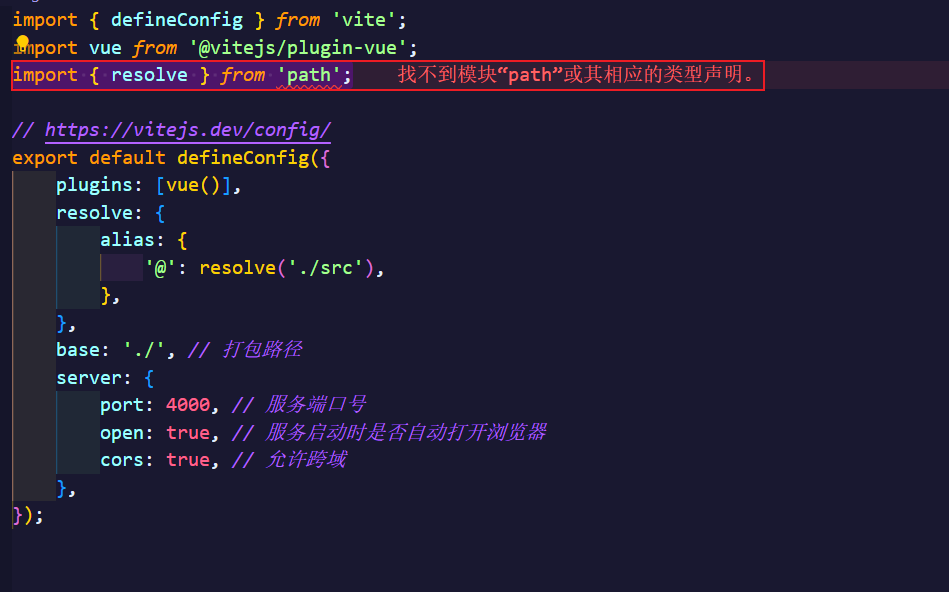 import { defineConfig } from 'vite';
import vue from '@vitejs/plugin-vue';
import { resolve } from 'path'; 找不到模块“path”或其相应的类型声明。
// https://vitejs.dev/config/
export default defineConfig({
plugins: [vue()],
resolve: {
alias: {
'@': resolve('./src'),
},
},
base: './', // 打包路径
server: {
port: 4000, // 服务端口号
open: true, // 服务启动时是否自动打开浏览器
cors: true, // 允许跨域
},
});